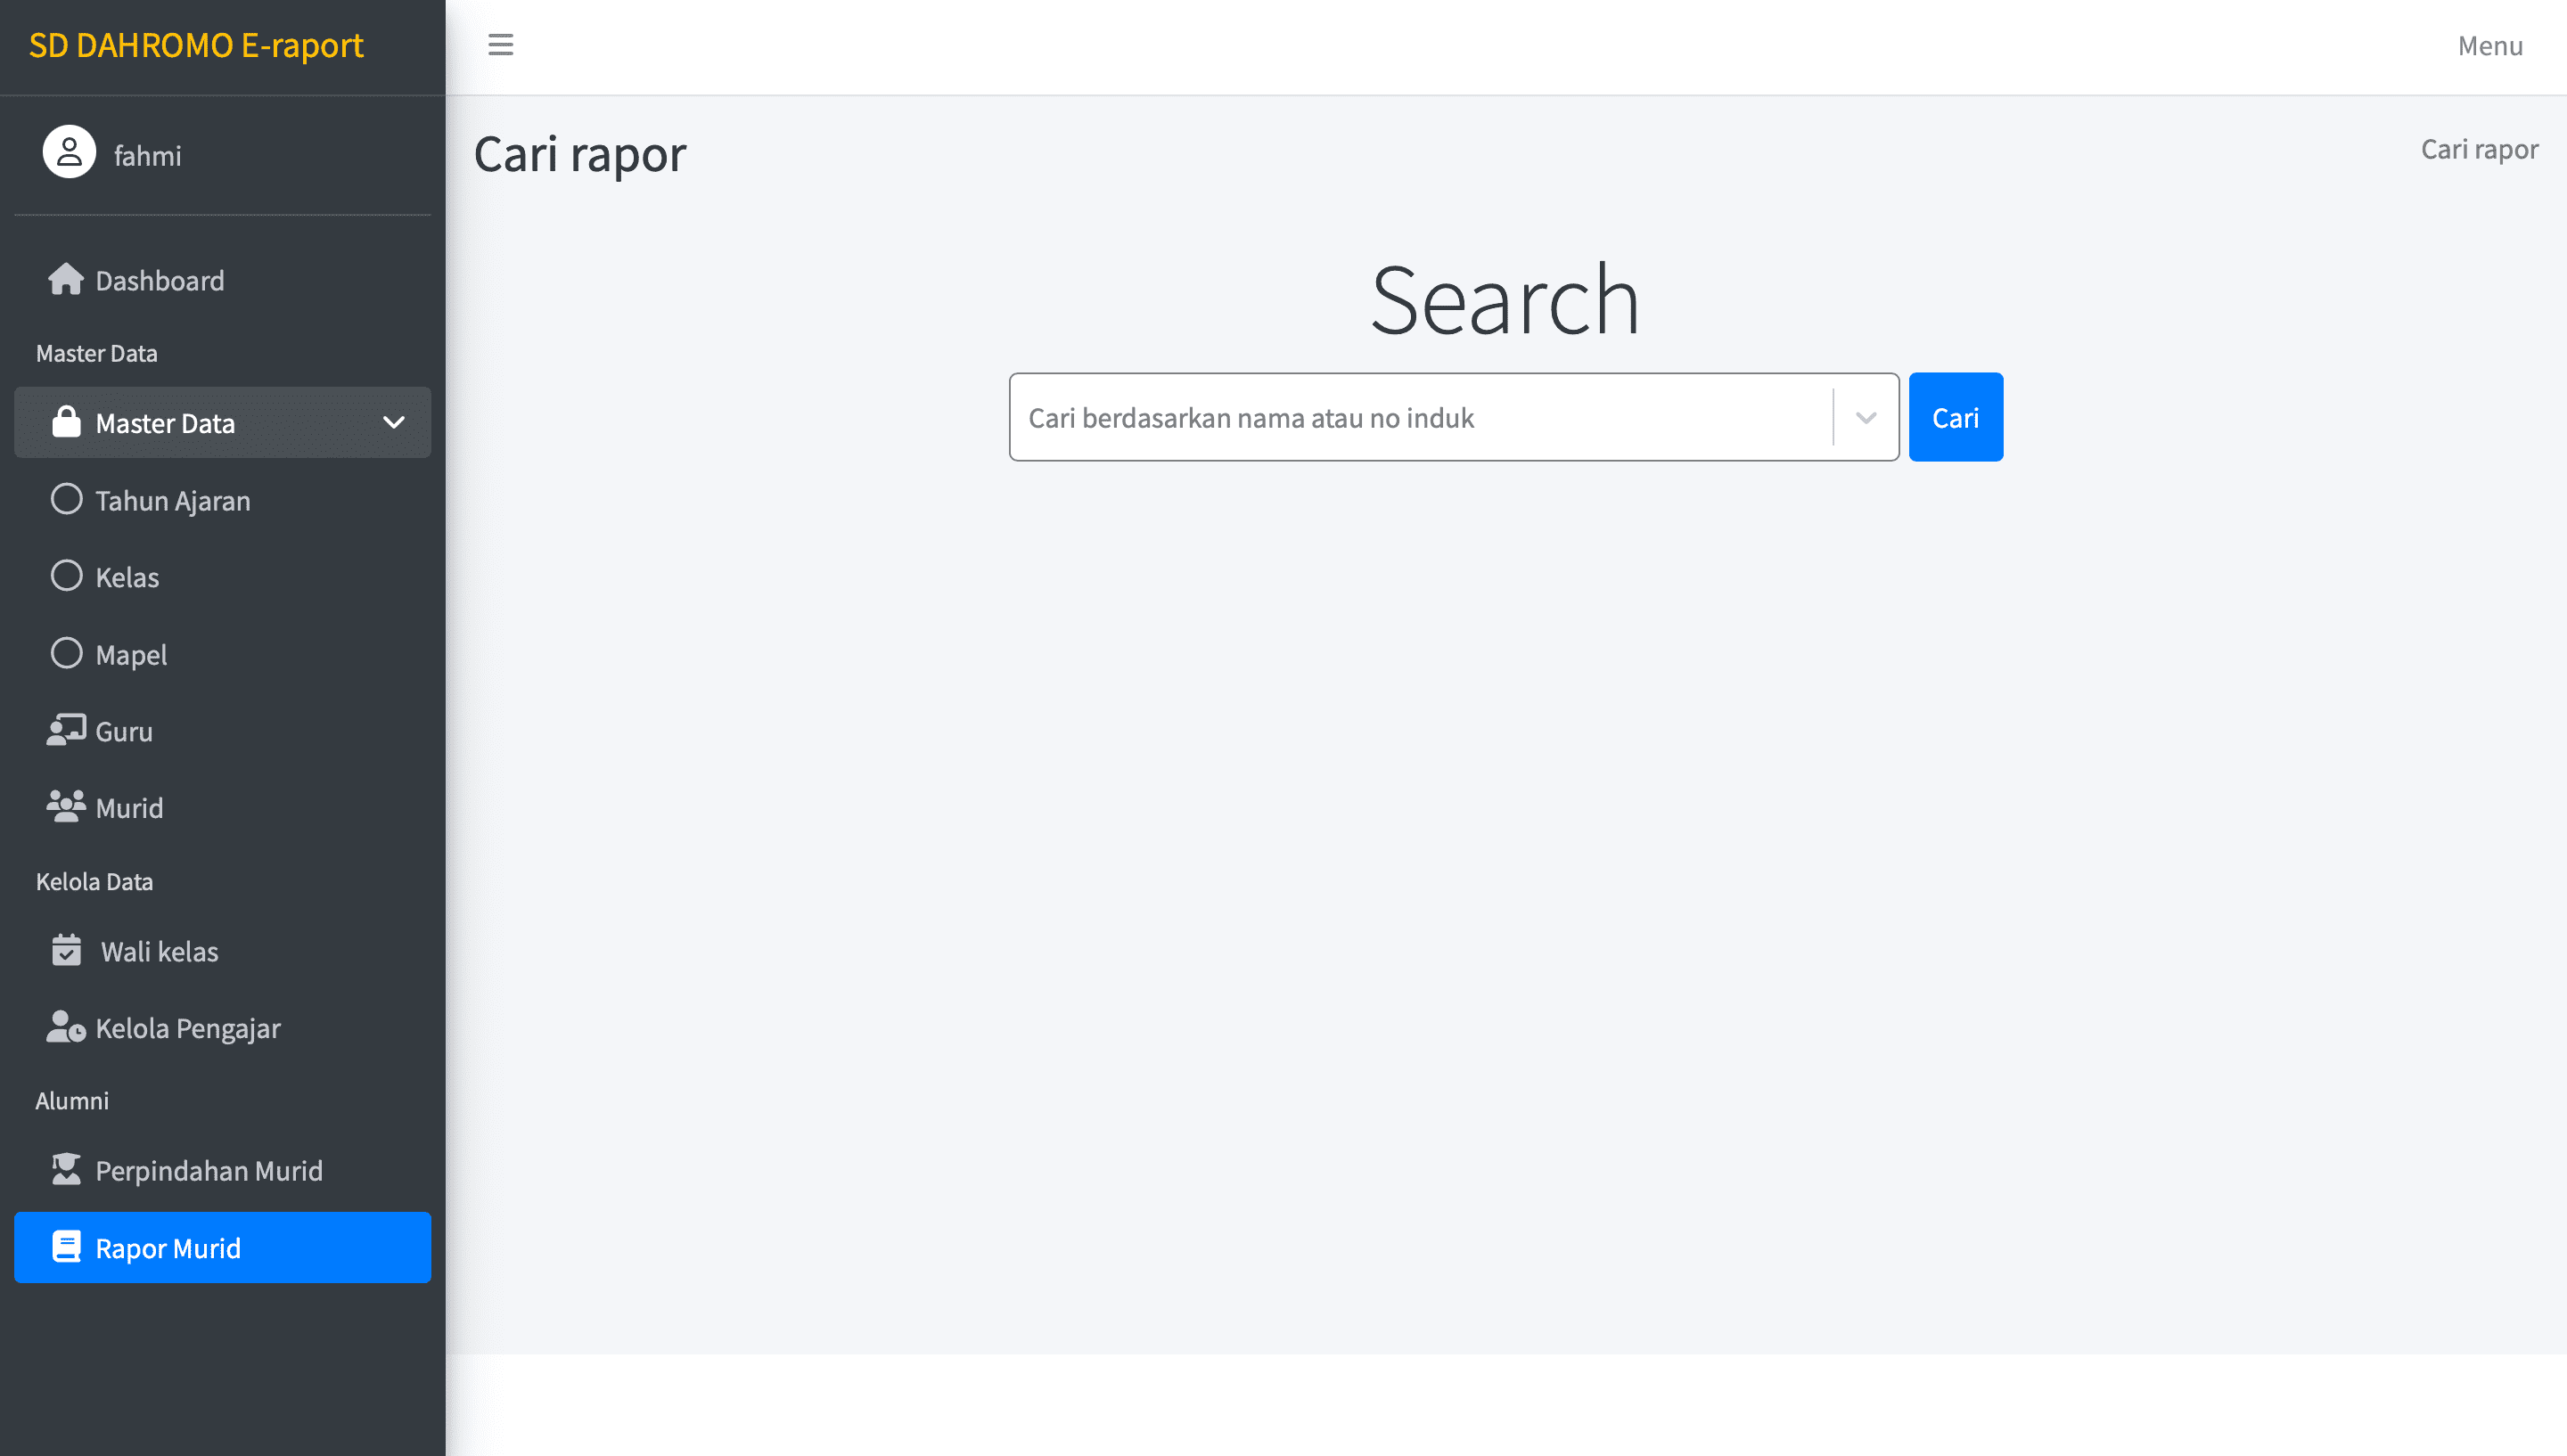 SD DAHROMO E-raport
fahmi
Dashboard
Master Data
Master Data
Tahun Ajaran
Kelas
Mapel
Guru
Murid
Kelola Data
Wali kelas
Kelola Pengajar
Alumni
Perpindahan Murid
Rapor Murid
Menu
Cari rapor
Cari rapor
Search
Cari berdasarkan nama atau no induk
Cari